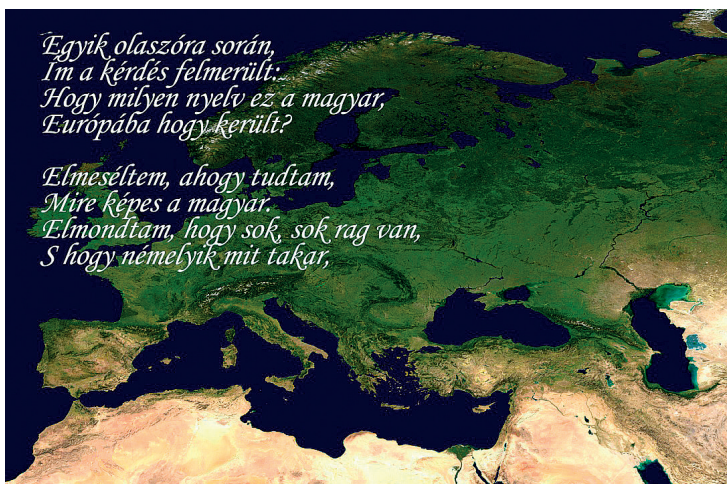 Egyik olaszóra során,
Ím a kérdés felmerült:
Hogy milyen nyelv ez a magyar,
Európába hogy került?
Elmeséltem, ahogy tudtam,
Mire képes a magyar.
Elmondtam, hogy sok, sok rag van,
S hogy némelyik mit takar,